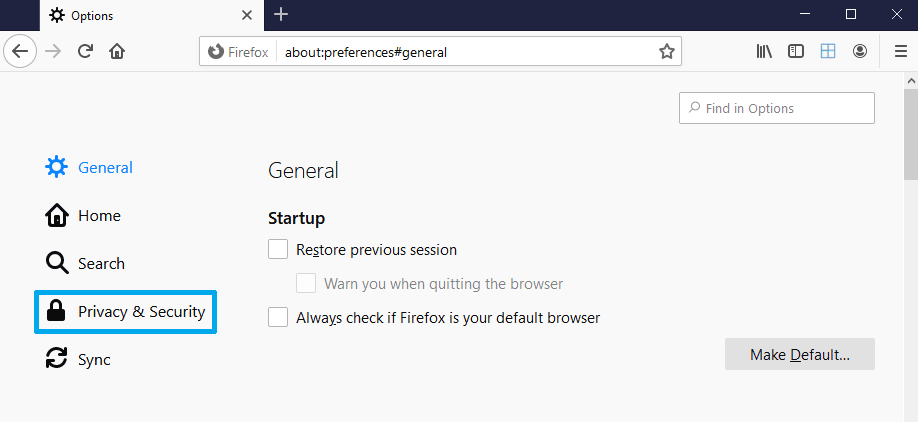 Options
Firefox about:preferences#general
Find in Options
General
Home
Search
Privacy & Security
Sync
General
Startup
Restore previous session
Warn you when quitting the browser
Always check if Firefox is your default browser
Make Default...